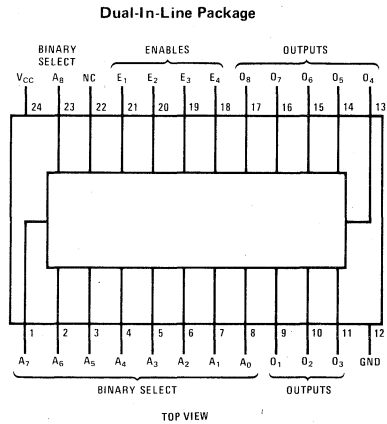 Dual-In-Line Package
BINARY SELECT ENABLES OUTPUTS
VCC A8 NC E1 E2 E3 E4 O8 O7 O6 O5 O4
24 23 22 21 20 19 18 17 16 15 14 13
1 2 3 4 5 6 7 8 9 10 11 12
A7 A6 A5 A4 A3 A2 A1 A0 O1 O2 O3 GND
BINARY SELECT OUTPUTS
TOP VIEW